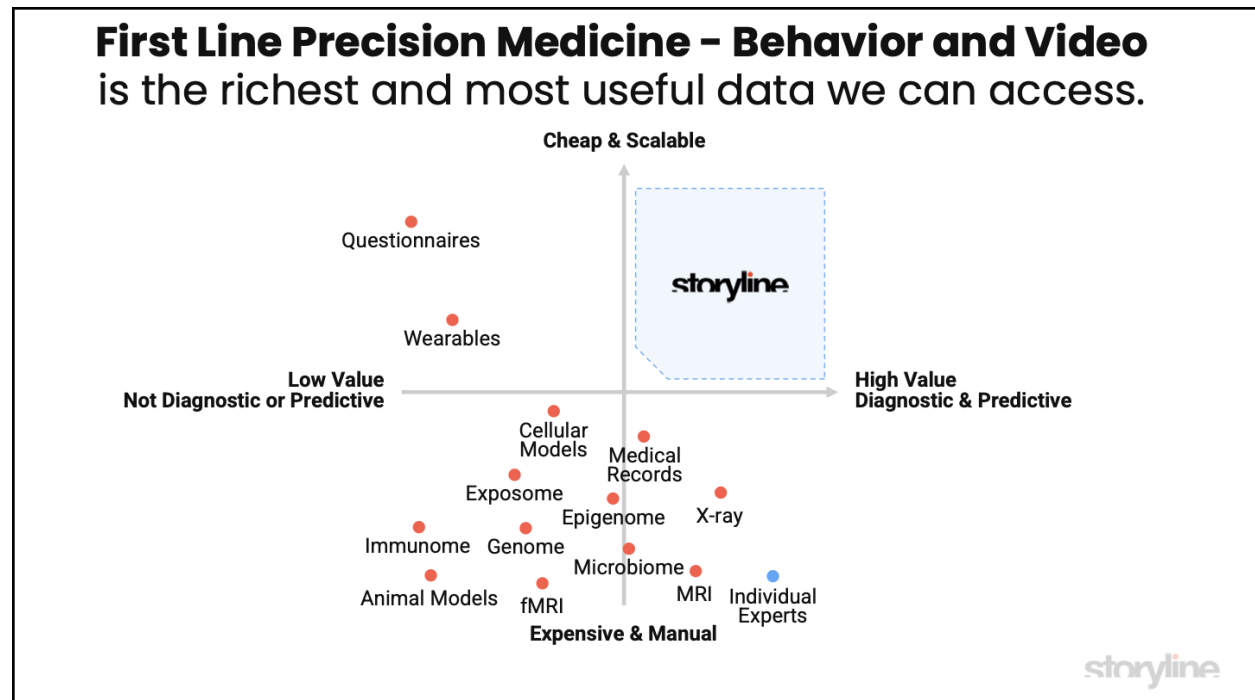 First Line Precision Medicine - Behavior and Video
is the richest and most useful data we can access.
Cheap & Scalable
Questionnaires
storyline
Wearables
Low Value
Not Diagnostic or Predictive
High Value
Diagnostic & Predictive
Cellular
Models
Medical
Records
Exposome
Epigenome
X-ray
Immunome
Genome
Microbiome
Animal Models
fMRI
MRI
Individual
Experts
Expensive & Manual
storyline